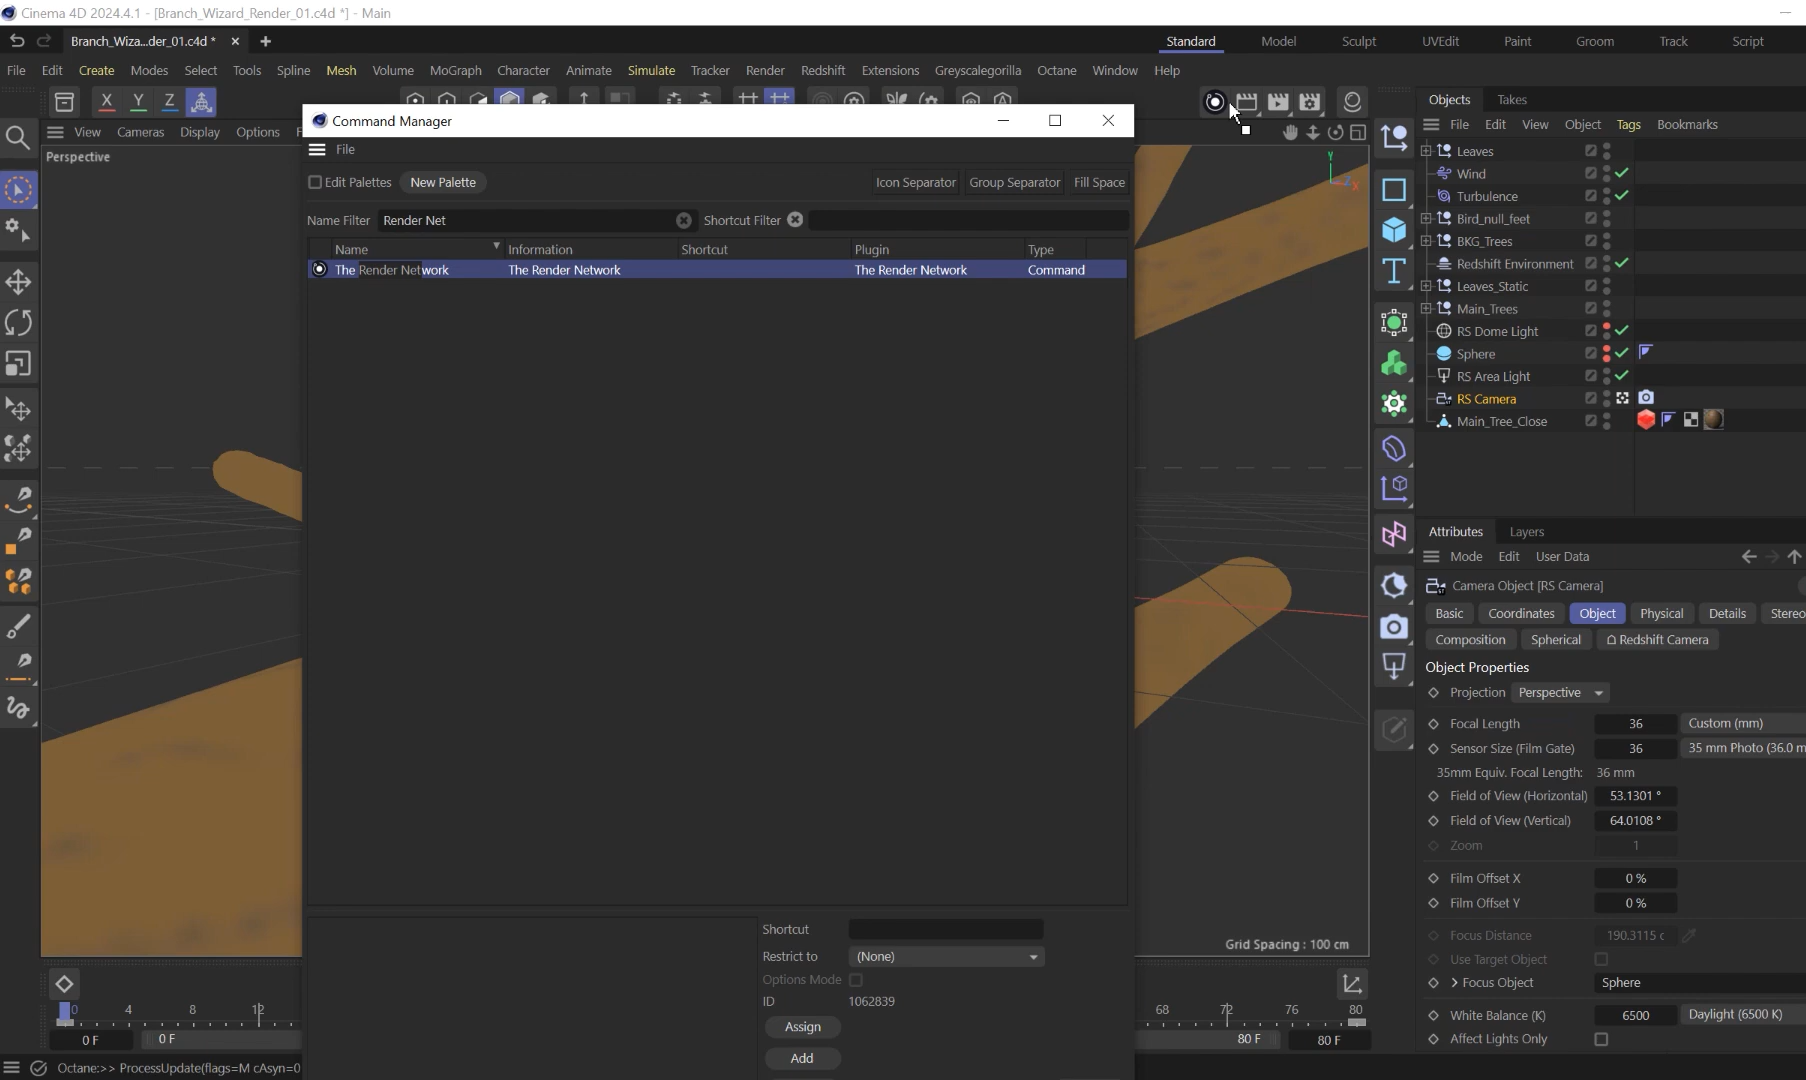 Cinema 4D 2024.4.1 - [Branch_Wizard_Render_01.c4d *] - Main
Branch_Wiza...der_01.c4d *
Standard Model Sculpt UVEdit Paint Groom Track Script
File Edit Create Modes Select Tools Spline Mesh Volume MoGraph Character Animate Simulate Tracker Render Redshift Extensions Greyscalegorilla Octane Window Help
X Y Z
Objects Takes
Command Manager
File Edit View Object Tags Bookmarks
View Cameras Display Options
File
Perspective
Y
Z X
Edit Palettes New Palette Icon Separator Group Separator Fill Space
Name Filter Render Net Shortcut Filter
Name Information Shortcut Plugin Type
The Render Network The Render Network The Render Network Command
Leaves
Wind
Turbulence
Bird_null_feet
BKG_Trees
Redshift Environment
Leaves_Static
Main_Trees
RS Dome Light
Sphere
RS Area Light
RS Camera
Main_Tree_Close
Attributes Layers
Mode Edit User Data
Camera Object [RS Camera]
Basic Coordinates Object Physical Details Stereo
Composition Spherical Redshift Camera
Object Properties
Projection Perspective
Focal Length 36 Custom (mm)
Sensor Size (Film Gate) 36 35 mm Photo (36.0 m
35mm Equiv. Focal Length: 36 mm
Field of View (Horizontal) 53.1301 °
Field of View (Vertical) 64.0108 °
Zoom 1
Film Offset X 0 %
Film Offset Y 0 %
Focus Distance 190.3115 c
Use Target Object
Focus Object Sphere
White Balance (K) 6500 Daylight (6500 K)
Affect Lights Only
Grid Spacing : 100 cm
Shortcut
Restrict to (None)
Options Mode
ID 1062839
Assign
Add
0 4 8 12 68 72 76 80
0 F 0 F 80 F 80 F
Octane:>> ProcessUpdate(flags=M cAsyn=0